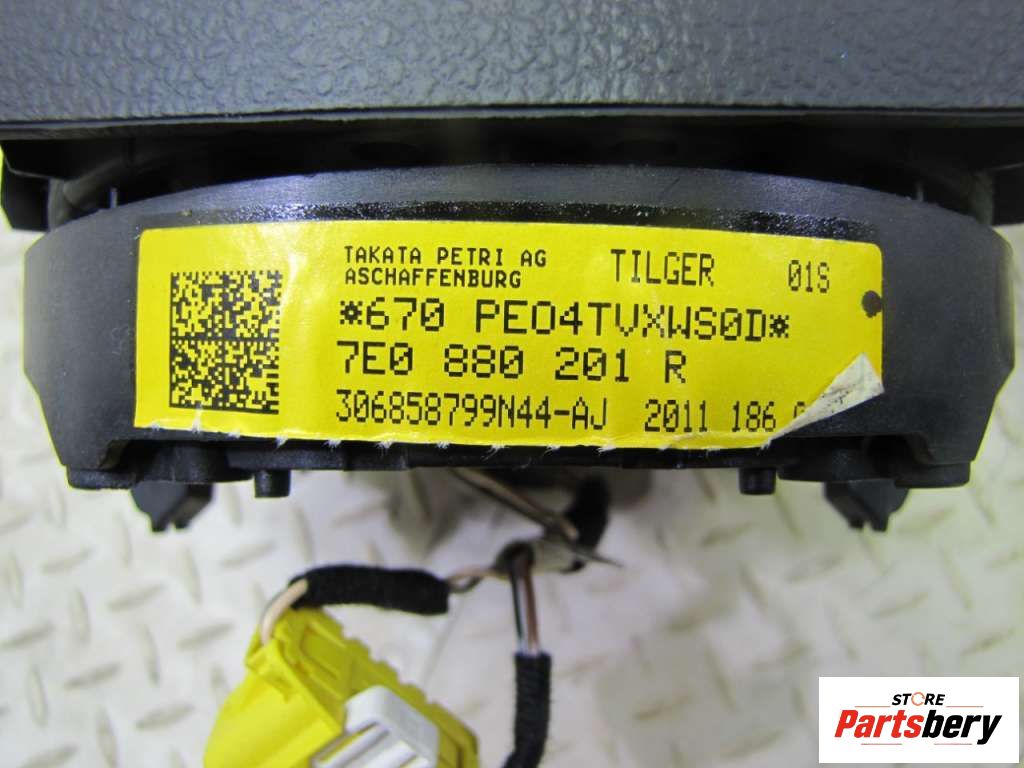 TAKATA PETRI AG TILGER 01S
ASCHAFFENBURG
*670 PE04TVXWS0D*
7E0 880 201 R
306858799N44-AJ 2011 186
STORE
Partsbery